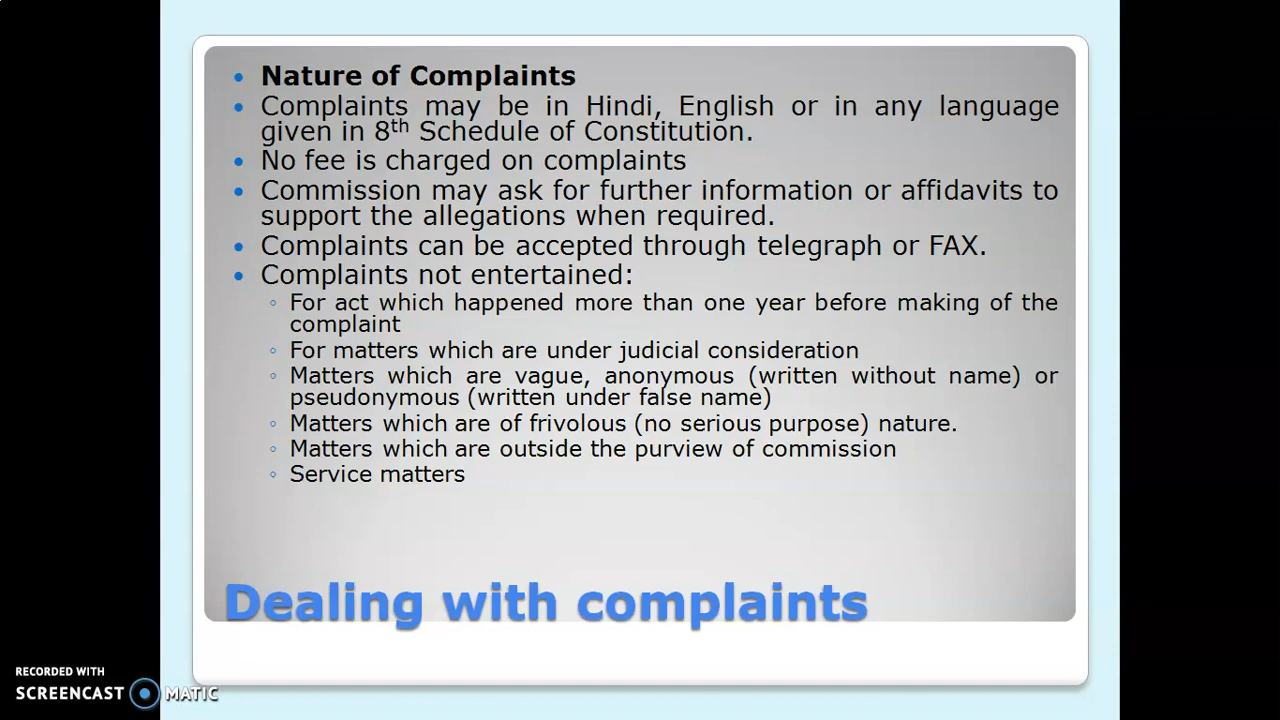 Nature of Complaints
Complaints may be in Hindi, English or in any language
given in 8th Schedule of Constitution.
No fee is charged on complaints
Commission may ask for further information or affidavits to
support the allegations when required.
Complaints can be accepted through telegraph or FAX.
Complaints not entertained:
For act which happened more than one year before making of the
complaint
For matters which are under judicial consideration
Matters which are vague, anonymous (written without name) or
pseudonymous (written under false name)
Matters which are of frivolous (no serious purpose) nature.
Matters which are outside the purview of commission
Service matters
Dealing with complaints
RECORDED WITH
SCREENCAST MATIC